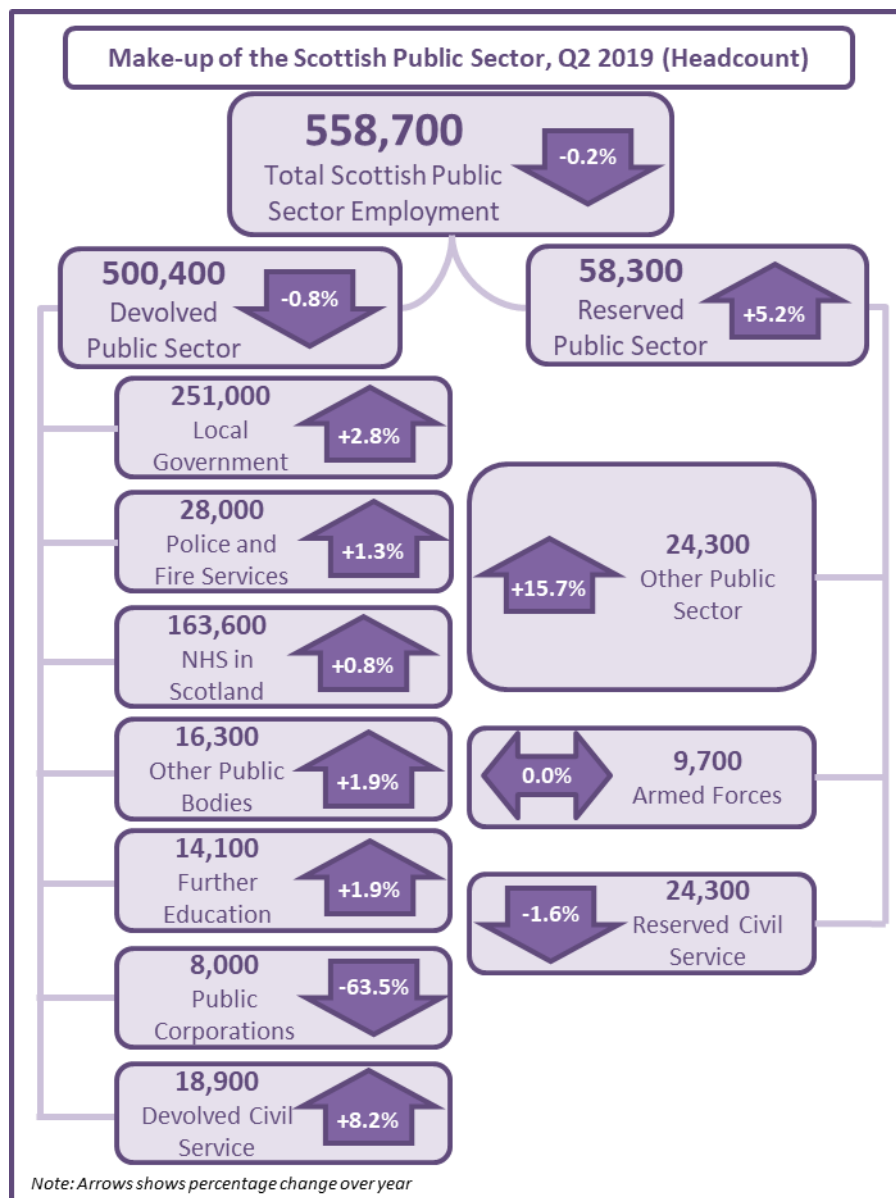 Make-up of the Scottish Public Sector, Q2 2019 (Headcount)
558,700
Total Scottish Public
Sector Employment
-0.2%
500,400
Devolved
Public Sector
-0.8%
58,300
Reserved
Public Sector
+5.2%
251,000
Local
Government
+2.8%
28,000
Police and
Fire Services
+1.3%
163,600
NHS in
Scotland
+0.8%
16,300
Other Public
Bodies
+1.9%
14,100
Further
Education
+1.9%
8,000
Public
Corporations
-63.5%
18,900
Devolved Civil
Service
+8.2%
+15.7%
24,300
Other Public
Sector
0.0%
9,700
Armed Forces
-1.6%
24,300
Reserved Civil
Service
Note: Arrows shows percentage change over year